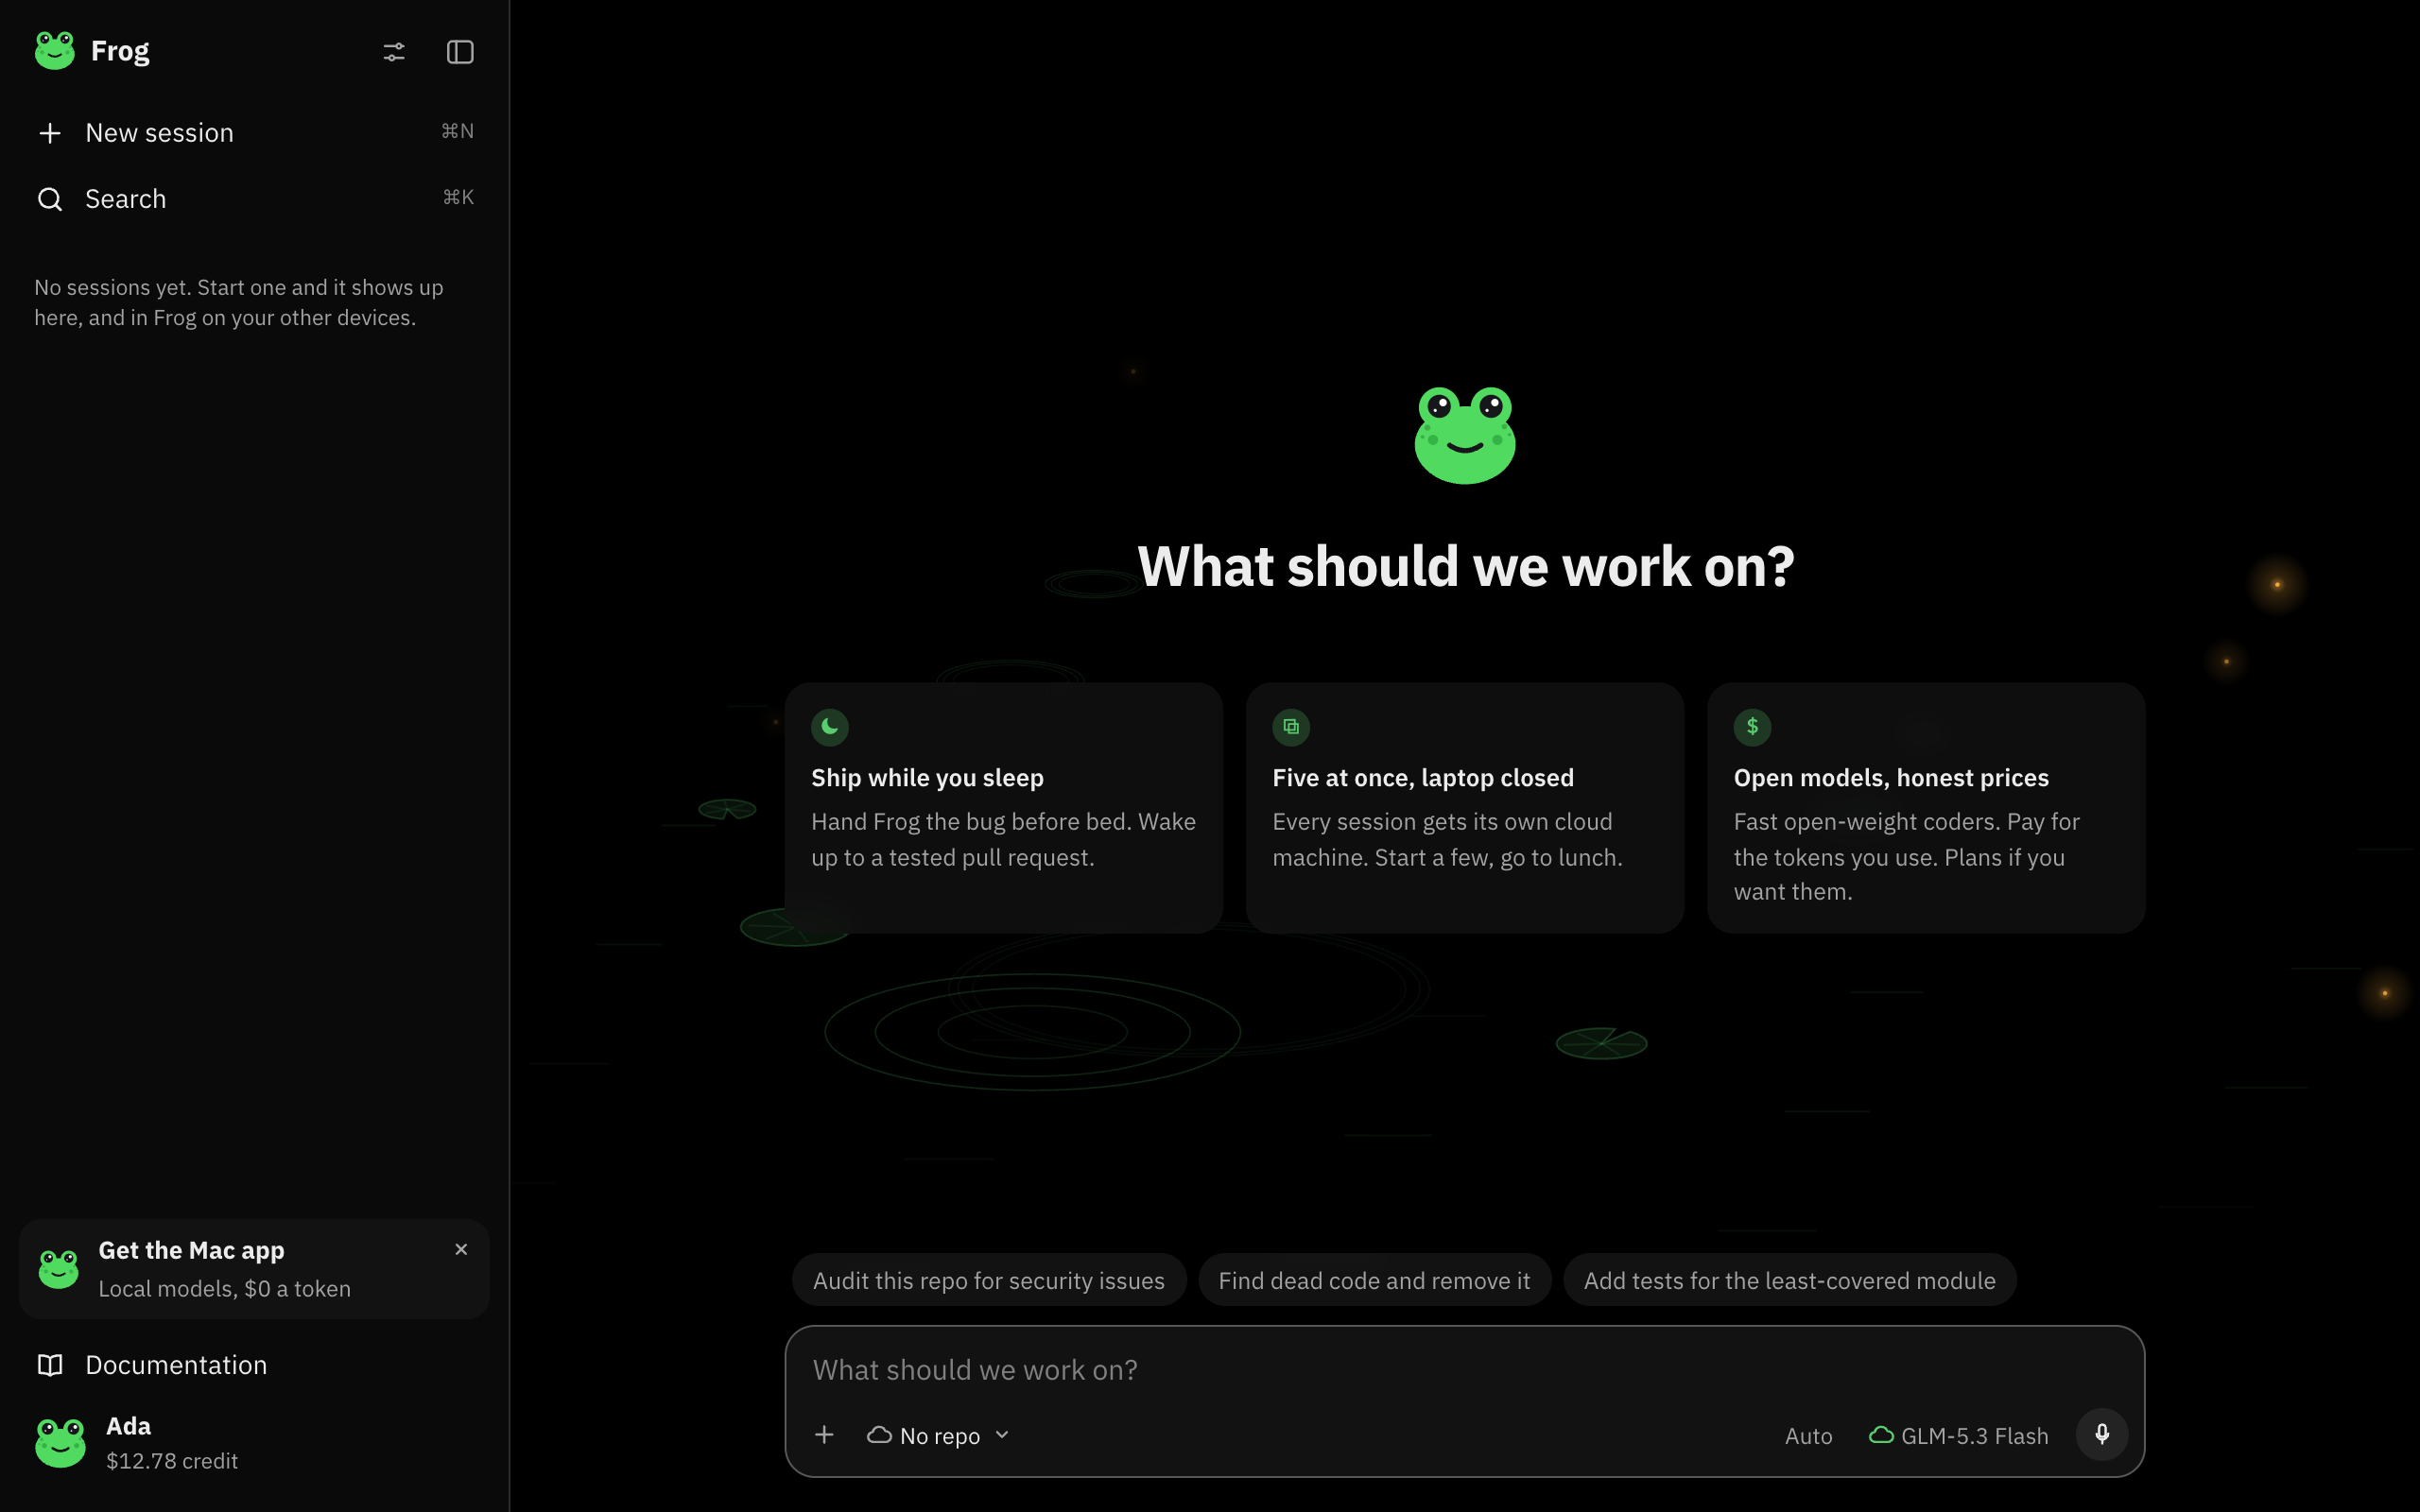 Frog
New session
⌘N
Search
⌘K
No sessions yet. Start one and it shows up
here, and in Frog on your other devices.
What should we work on?
Ship while you sleep
Hand Frog the bug before bed. Wake
up to a tested pull request.
Five at once, laptop closed
Every session gets its own cloud
machine. Start a few, go to lunch.
$
Open models, honest prices
Fast open-weight coders. Pay for
the tokens you use. Plans if you
want them.
Get the Mac app
Local models, $0 a token
Documentation
Ada
$12.78 credit
Audit this repo for security issues
Find dead code and remove it
Add tests for the least-covered module
What should we work on?
No repo
Auto
GLM-5.3 Flash